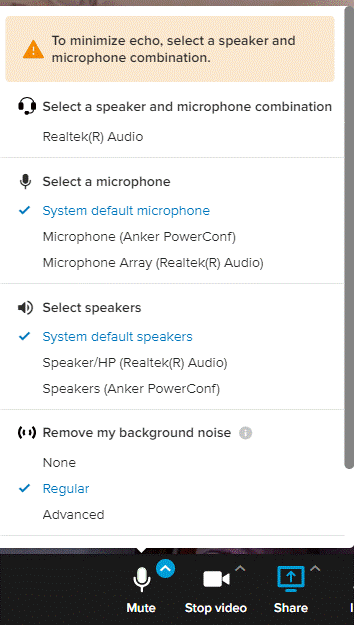 To minimize echo, select a speaker and
microphone combination.
Select a speaker and microphone combination
Realtek(R) Audio
Select a microphone
System default microphone
Microphone (Anker PowerConf)
Microphone Array (Realtek(R) Audio)
Select speakers
System default speakers
Speaker/HP (Realtek(R) Audio)
Speakers (Anker PowerConf)
Remove my background noise
None
Regular
Advanced
Mute
Stop video
Share